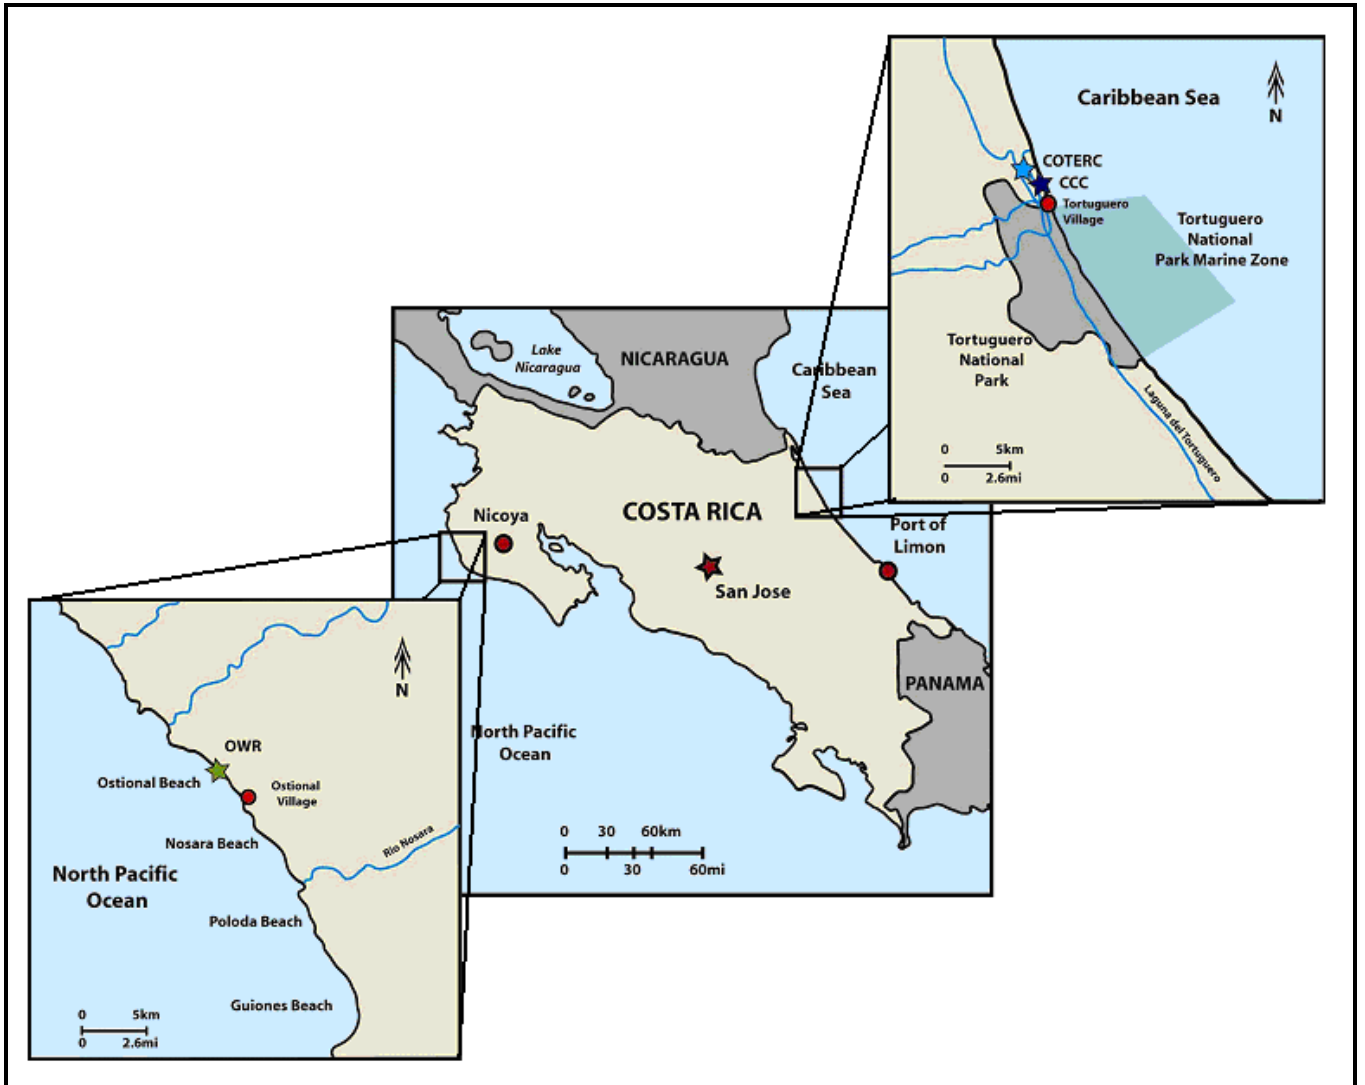 Caribbean Sea
N
COTERC
CCC
Tortuguero
Village
Tortuguero
National
Park Marine Zone
Tortuguero
National
Park
Laguna del Tortuguero
0 5km
0 2.6mi
Lake
Nicaragua
NICARAGUA
Caribbean
Sea
COSTA RICA
Nicoya
Port of
Limon
San Jose
PANAMA
North Pacific
Ocean
0 30 60km
0 30 60mi
N
OWR
Ostional Beach
Ostional
Village
Nosara Beach
Rio Nosara
North Pacific
Ocean
Poloda Beach
Guiones Beach
0 5km
0 2.6mi